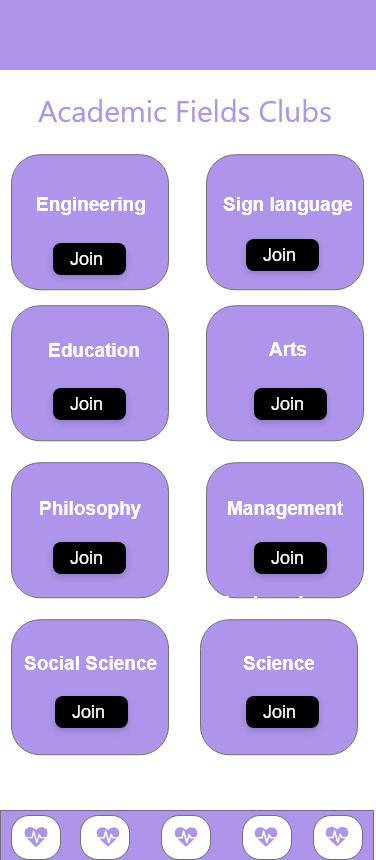 Academic Fields Clubs
Engineering
Sign language
Join
Join
Education
Arts
Join
Join
Philosophy
Management
Join
Join
Social Science
Science
Join
Join